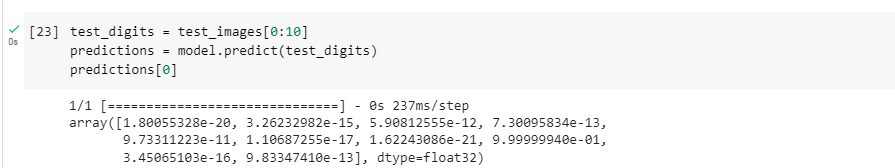 [23] test_digits = test_images[0:10]
predictions = model.predict(test_digits)
predictions[0]
0s
1/1 [==============================] - 0s 237ms/step
array([1.80055328e-20, 3.26232982e-15, 5.90812555e-12, 7.30095834e-13,
9.73311223e-11, 1.10687255e-17, 1.62243086e-21, 9.99999940e-01,
3.45065103e-16, 9.83347410e-13], dtype=float32)